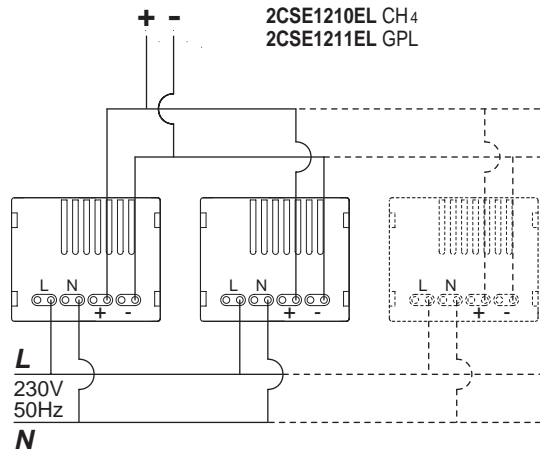 + -
2CSE1210EL CH4
2CSE1211EL GPL
L N
+ -
L N
+ -
L N
+ -
L
230V
50Hz
N